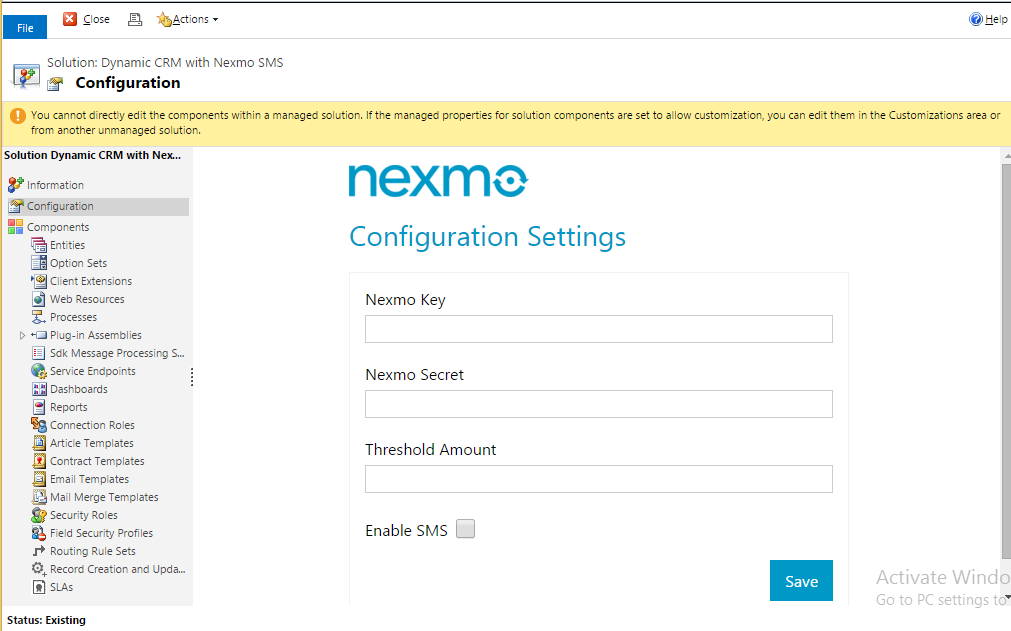 File
Close
Actions
Help
Solution: Dynamic CRM with Nexmo SMS
Configuration
You cannot directly edit the components within a managed solution. If the managed properties for solution components are set to allow customization, you can edit them in the Customizations area or
from another unmanaged solution.
Solution Dynamic CRM with Nex...
Information
Configuration
Components
Entities
Option Sets
Client Extensions
Web Resources
Processes
Plug-in Assemblies
Sdk Message Processing S...
Service Endpoints
Dashboards
Reports
Connection Roles
Article Templates
Contract Templates
Email Templates
Mail Merge Templates
Security Roles
Field Security Profiles
Routing Rule Sets
Record Creation and Upda...
SLAs
nexmo
Configuration Settings
Nexmo Key
Nexmo Secret
Threshold Amount
Enable SMS
Save
Activate Windo
Go to PC settings to
Status: Existing